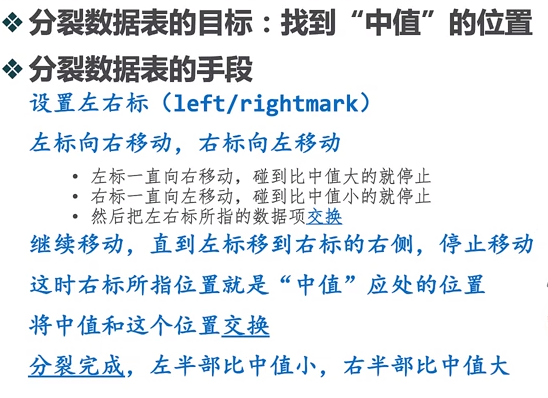 ❖ 分裂数据表的目标：找到“中值”的位置
❖ 分裂数据表的手段
设置左右标（left/rightmark）
左标向右移动，右标向左移动
• 左标一直向右移动，碰到比中值大的就停止
• 右标一直向左移动，碰到比中值小的就停止
• 然后把左右标所指的数据项交换
继续移动，直到左标移到右标的右侧，停止移动
这时右标所指位置就是“中值”应处的位置
将中值和这个位置交换
分裂完成，左半部比中值小，右半部比中值大